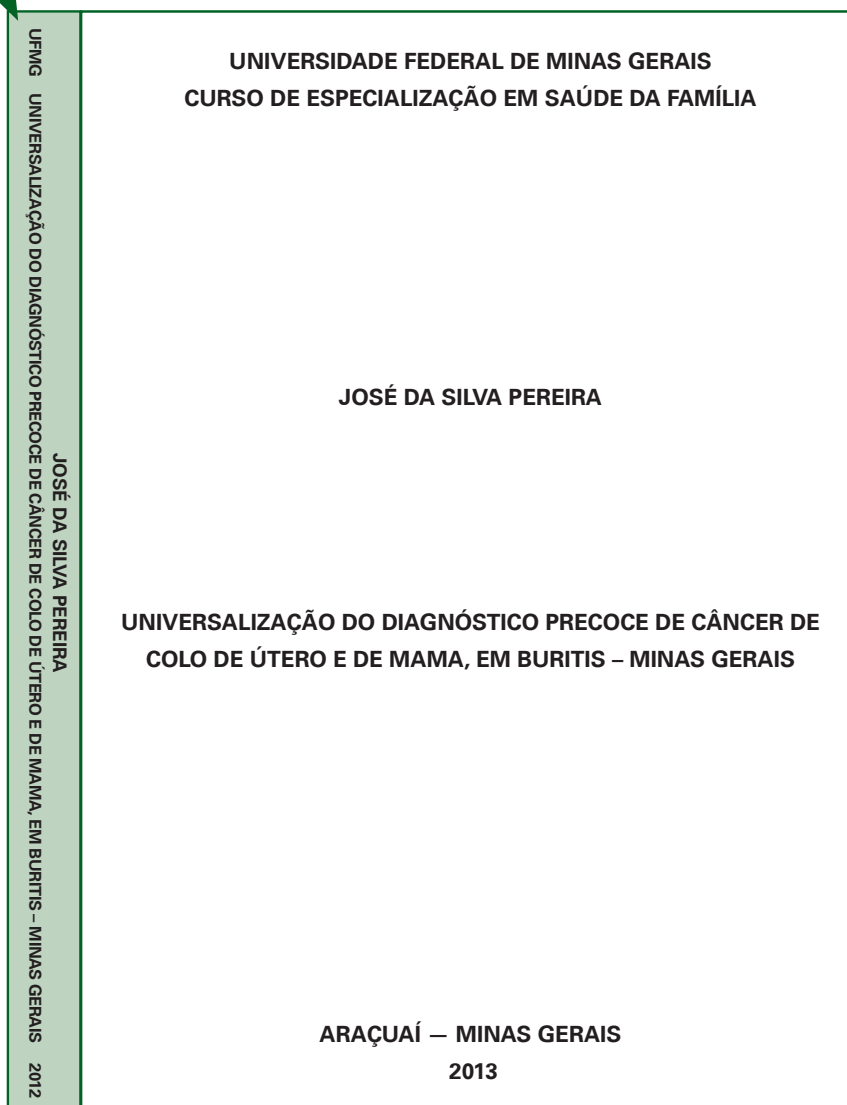 UFMG UNIVERSALIZAÇÃO DO DIAGNÓSTICO PRECOCE DE CÂNCER DE COLO DE ÚTERO E DE MAMA, EM BURITIS – MINAS GERAIS 2012
JOSÉ DA SILVA PEREIRA
UNIVERSIDADE FEDERAL DE MINAS GERAIS
CURSO DE ESPECIALIZAÇÃO EM SAÚDE DA FAMÍLIA
JOSÉ DA SILVA PEREIRA
UNIVERSALIZAÇÃO DO DIAGNÓSTICO PRECOCE DE CÂNCER DE
COLO DE ÚTERO E DE MAMA, EM BURITIS – MINAS GERAIS
ARAÇUAÍ — MINAS GERAIS
2013